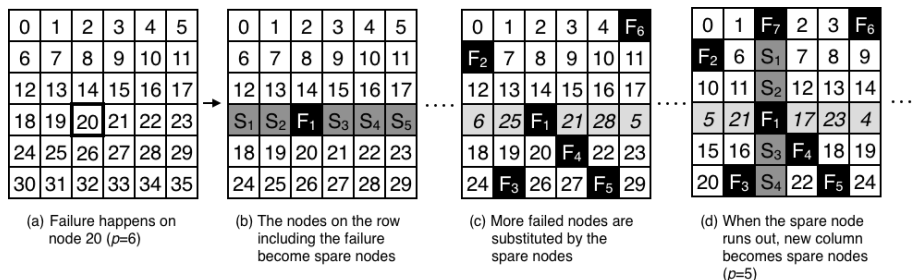 0 1 2 3 4 5
6 7 8 9 10 11
12 13 14 15 16 17
18 19 20 21 22 23
24 25 26 27 28 29
30 31 32 33 34 35
(a) Failure happens on
node 20 (p=6)
0 1 2 3 4 5
6 7 8 9 10 11
12 13 14 15 16 17
S1 S2 F1 S3 S4 S5
18 19 20 21 22 23
24 25 26 27 28 29
(b) The nodes on the row
including the failure
become spare nodes
0 1 2 3 4 F6
F2 7 8 9 10 11
12 13 14 15 16 17
6 25 F1 21 28 5
18 19 20 F4 22 23
24 F3 26 27 F5 29
(c) More failed nodes are
substituted by the
spare nodes
0 1 F7 2 3 F6
F2 6 S1 7 8 9
10 11 S2 12 13 14
5 21 F1 17 23 4
15 16 S3 F4 18 19
20 F3 S4 22 F5 24
(d) When the spare node
runs out, new column
becomes spare nodes
(p=5)